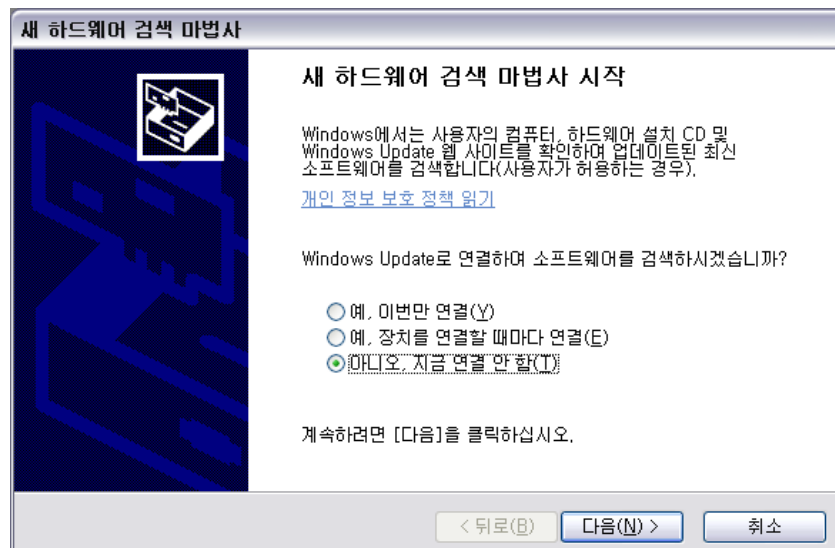 새 하드웨어 검색 마법사
새 하드웨어 검색 마법사 시작
Windows에서는 사용자의 컴퓨터, 하드웨어 설치 CD 및
Windows Update 웹 사이트를 확인하여 업데이트된 최신
소프트웨어를 검색합니다(사용자가 허용하는 경우).
개인 정보 보호 정책 읽기
Windows Update로 연결하여 소프트웨어를 검색하시겠습니까?
예, 이번만 연결(Y)
예, 장치를 연결할 때마다 연결(E)
아니오, 지금 연결 안 함(T)
계속하려면 [다음]을 클릭하십시오.
< 뒤로(B)
다음(N) >
취소